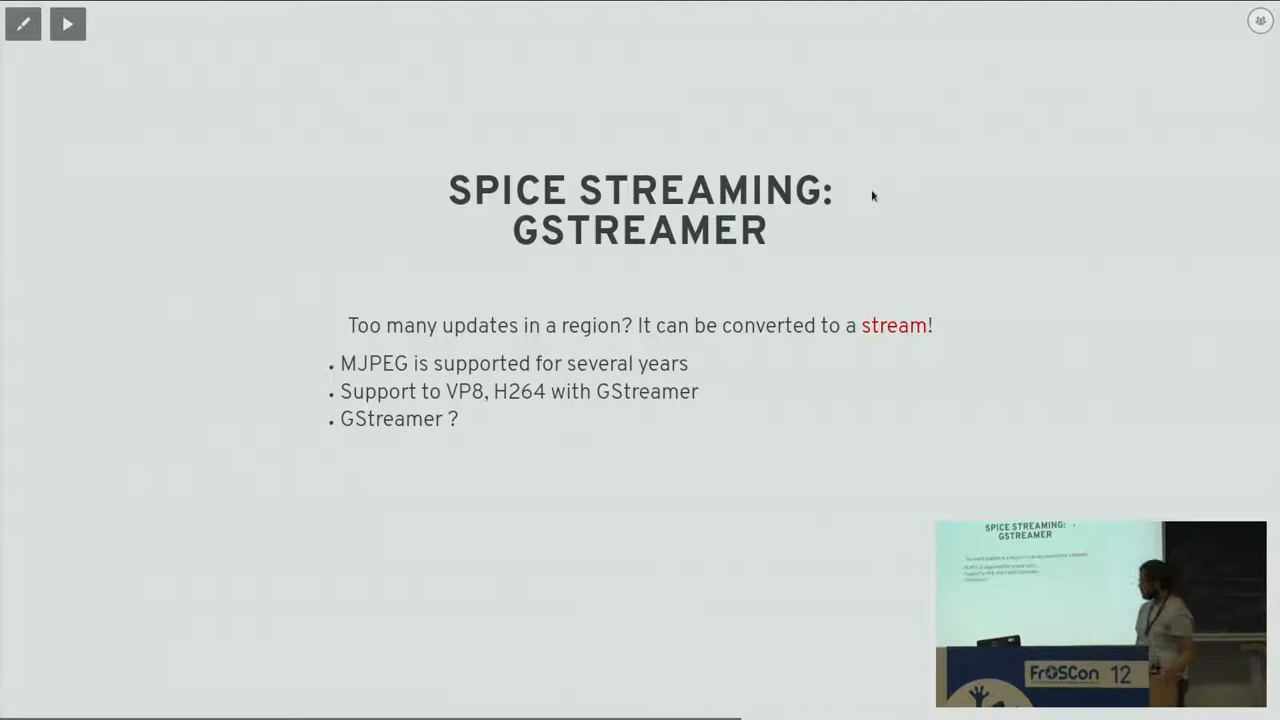 SPICE STREAMING:
GSTREAMER
Too many updates in a region? It can be converted to a stream!
• MJPEG is supported for several years
• Support to VP8, H264 with GStreamer
• GStreamer ?
SPICE STREAMING:
GSTREAMER
FrOSCon 12